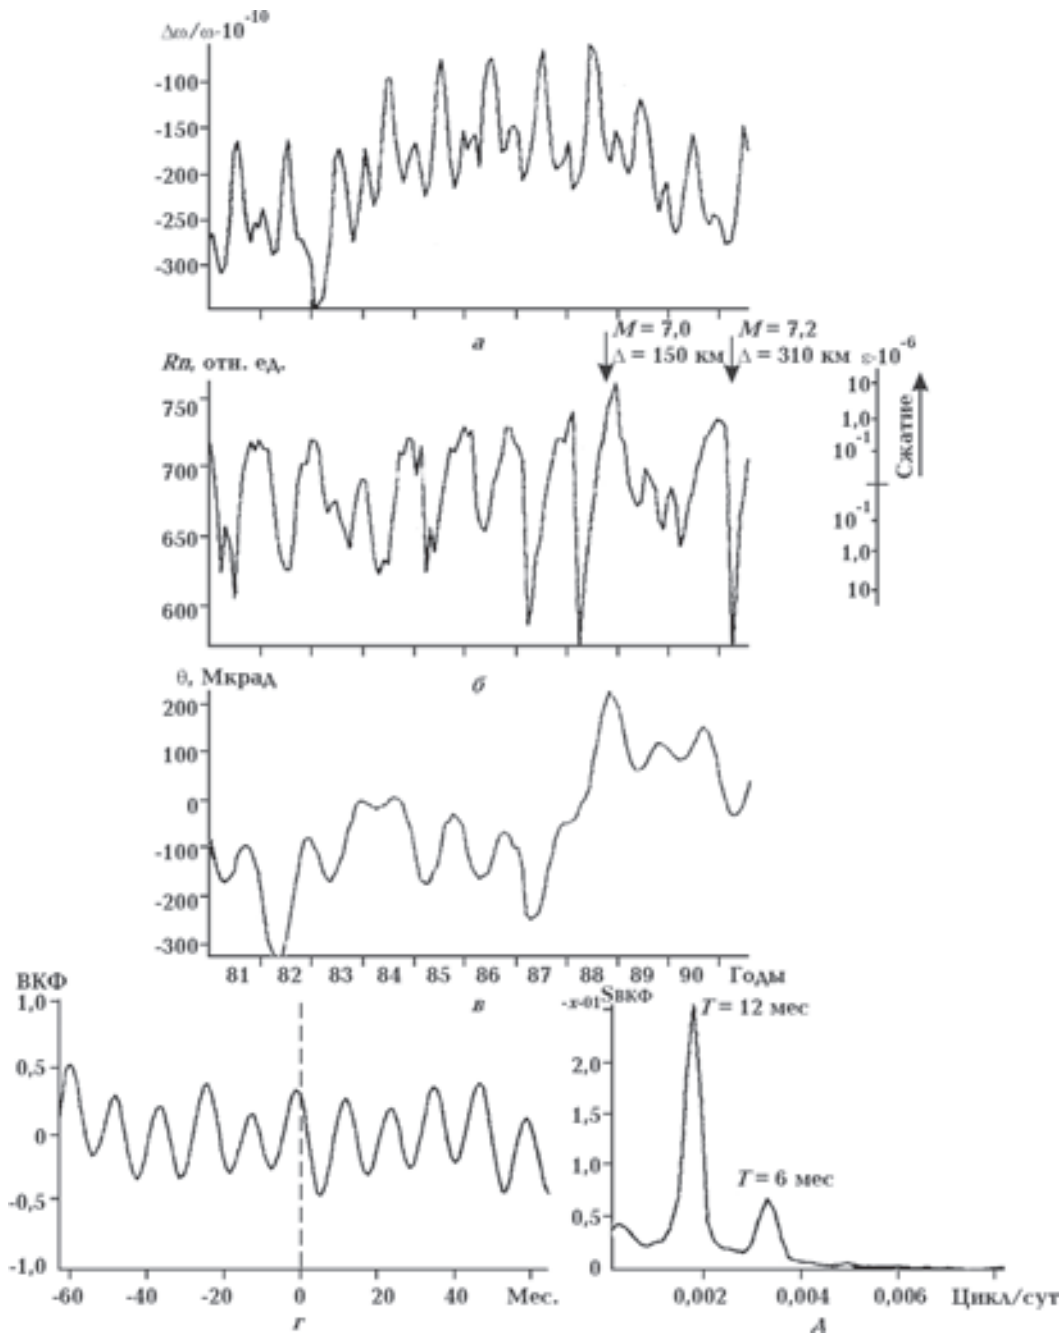 Δω/ω·10⁻¹⁰
-100
-150
-200
-250
-300
а
M = 7,0
Δ = 150 км
M = 7,2
Δ = 310 км
ε·10⁻⁶
Rn, отн. ед.
750
700
650
600
10
1,0
10⁻¹
10⁻¹
1,0
10
Сжатие
б
θ, Мкрад
200
100
0
-100
-200
-300
81 82 83 84 85 86 87 88 89 90 Годы
в
ВКФ
1,0
0,5
0
-0,5
-1,0
-60 -40 -20 0 20 40 Мес.
г
-x-01 Sвкф
T = 12 мес
T = 6 мес
2,0
1,5
1,0
0,5
0
0,002 0,004 0,006 Цикл/сут
д